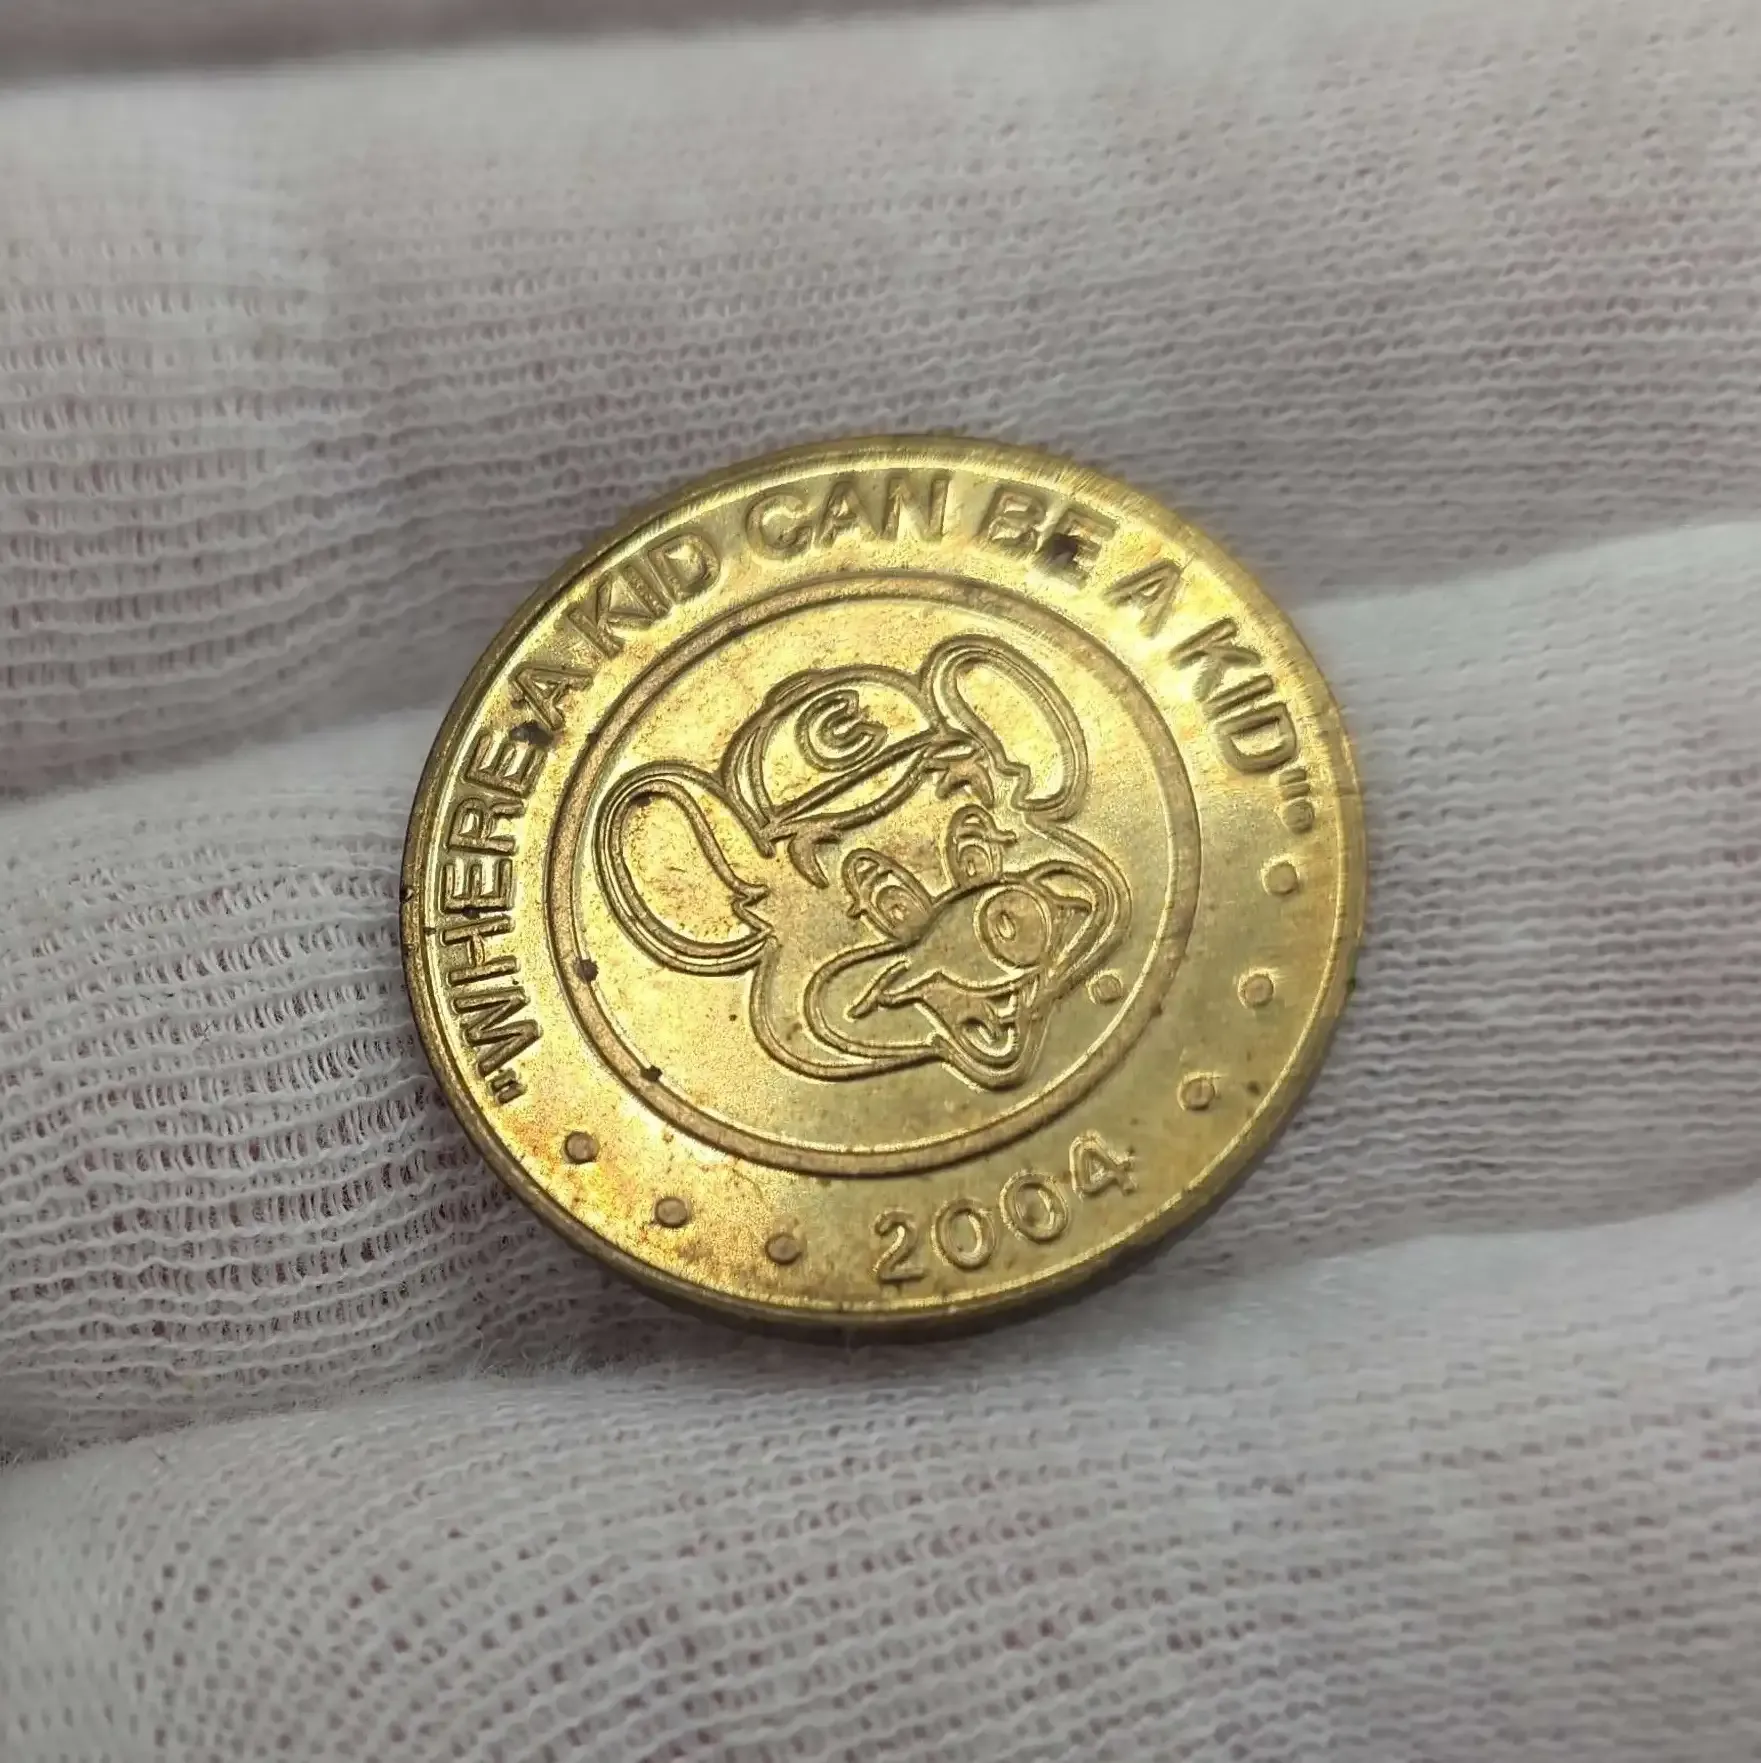 "WHERE A KID CAN BE A KID"
C
2004